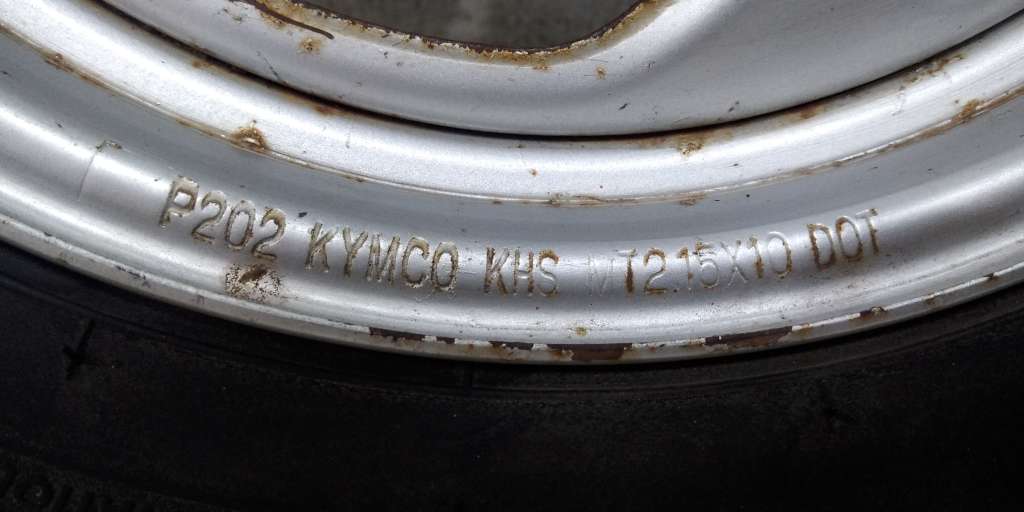 P202 KYMCO KHS MT2.15X10 DOT